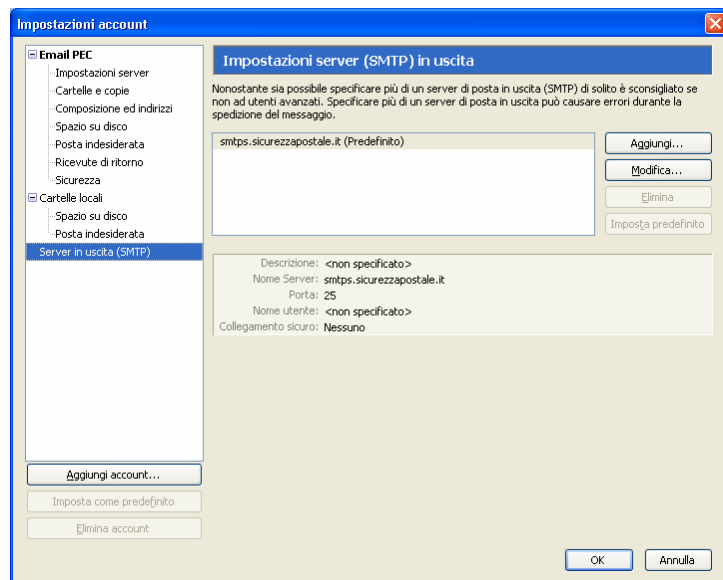 Impostazioni account
Email PEC
Impostazioni server
Cartelle e copie
Composizione ed indirizzi
Spazio su disco
Posta indesiderata
Ricevute di ritorno
Sicurezza
Cartelle locali
Spazio su disco
Posta indesiderata
Server in uscita (SMTP)
Aggiungi account...
Imposta come predefinito
Elimina account
Impostazioni server (SMTP) in uscita
Nonostante sia possibile specificare più di un server di posta in uscita (SMTP) di solito è sconsigliato se
non ad utenti avanzati. Specificare più di un server di posta in uscita può causare errori durante la
spedizione del messaggio.
smtps.sicurezzapostale.it (Predefinito)
Aggiungi...
Modifica...
Elimina
Imposta predefinito
Descrizione: <non specificato>
Nome Server: smtps.sicurezzapostale.it
Porta: 25
Nome utente: <non specificato>
Collegamento sicuro: Nessuno
OK
Annulla